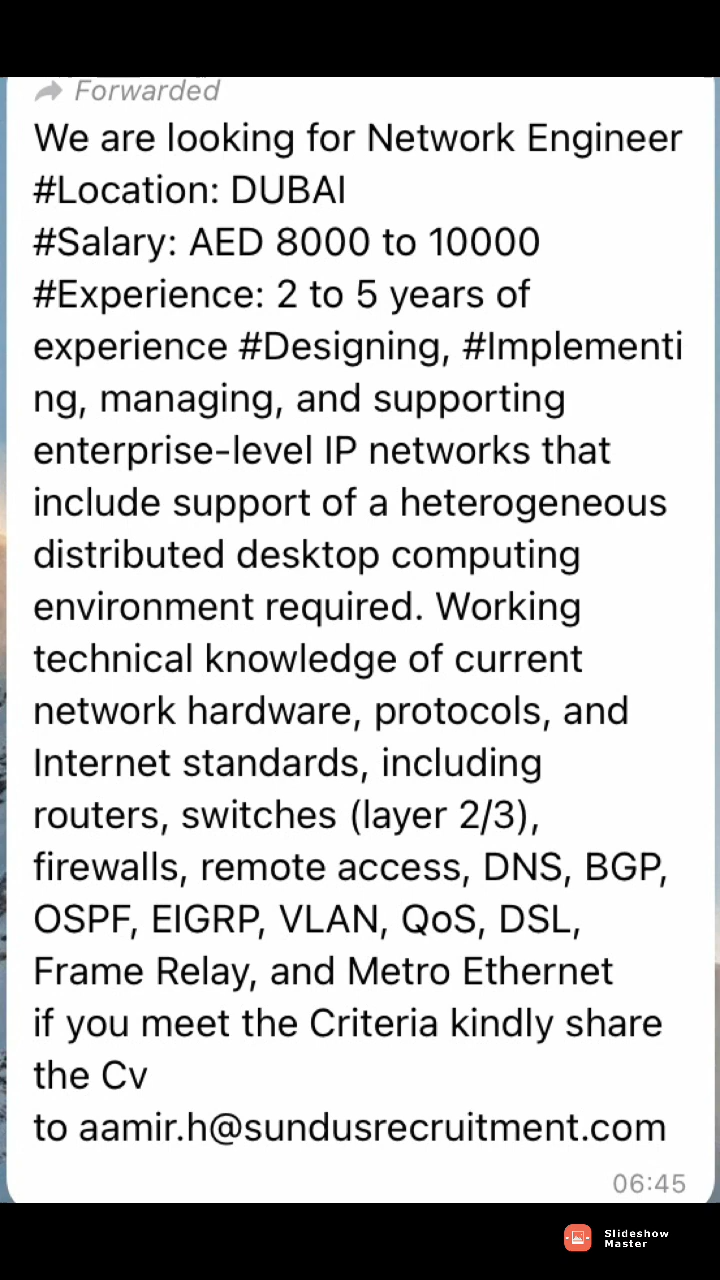 Forwarded
We are looking for Network Engineer
#Location: DUBAI
#Salary: AED 8000 to 10000
#Experience: 2 to 5 years of
experience #Designing, #Implementi
ng, managing, and supporting
enterprise-level IP networks that
include support of a heterogeneous
distributed desktop computing
environment required. Working
technical knowledge of current
network hardware, protocols, and
Internet standards, including
routers, switches (layer 2/3),
firewalls, remote access, DNS, BGP,
OSPF, EIGRP, VLAN, QoS, DSL,
Frame Relay, and Metro Ethernet
if you meet the Criteria kindly share
the Cv
to aamir.h@sundusrecruitment.com
06:45
Slideshow
Master